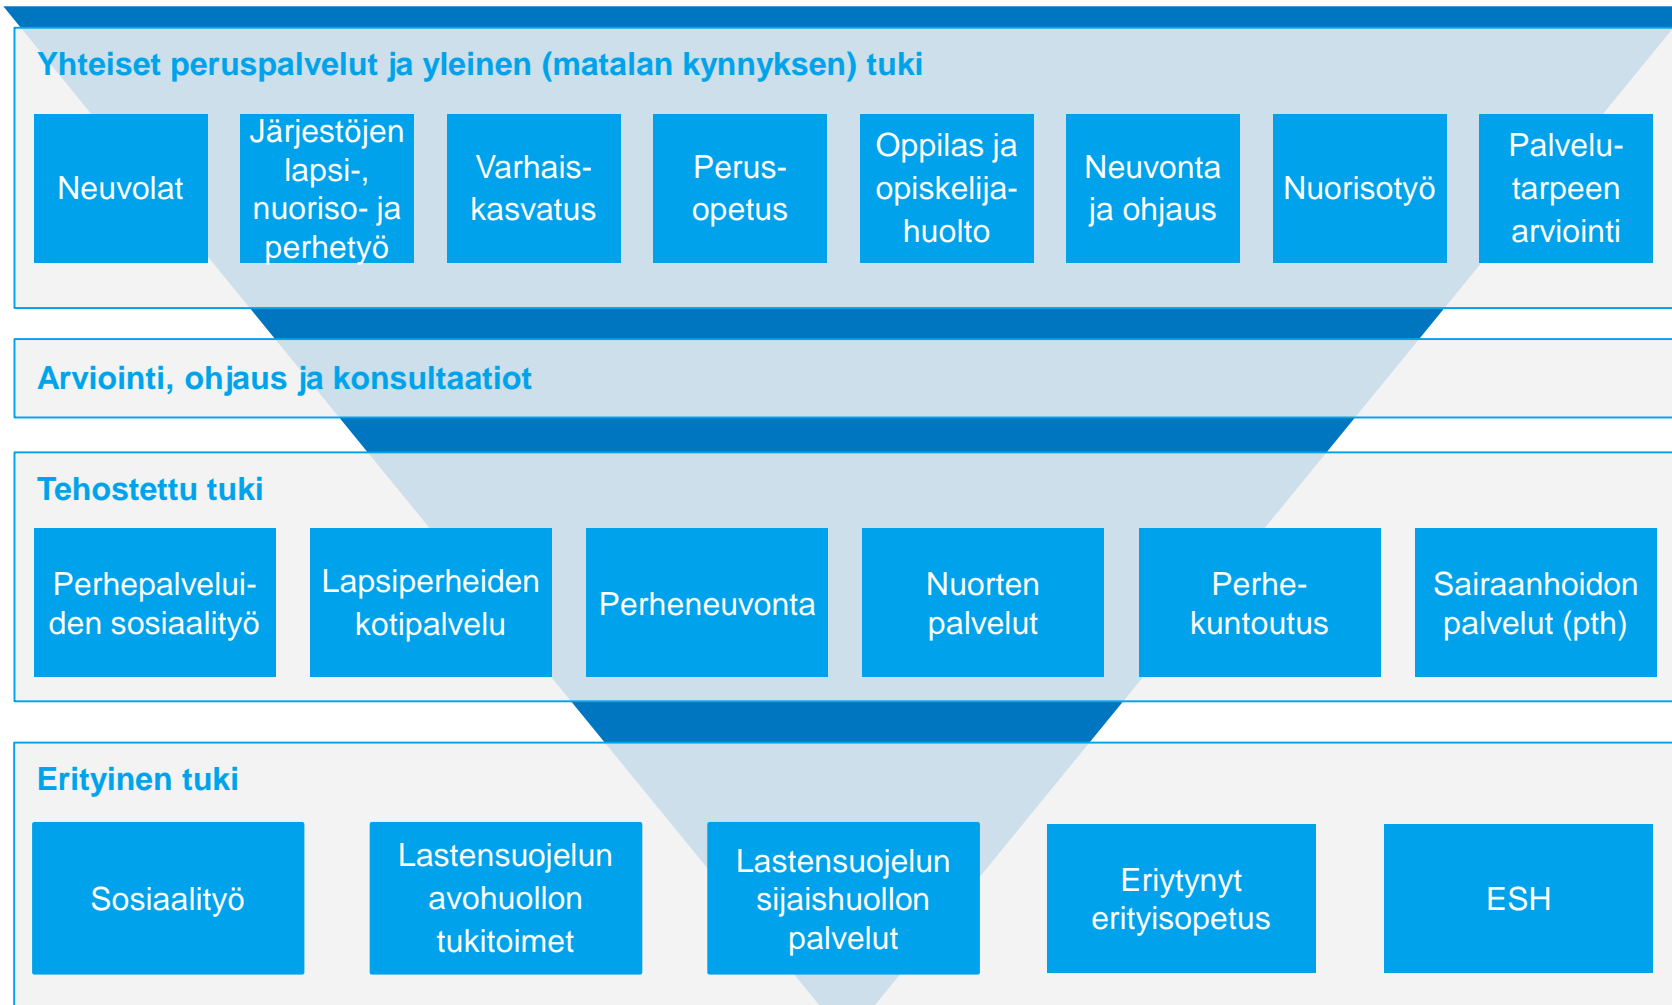 Yhteiset peruspalvelut ja yleinen (matalan kynnyksen) tuki
Neuvolat
Järjestöjen
lapsi-,
nuoriso- ja
perhetyö
Varhais-
kasvatus
Perus-
opetus
Oppilas ja
opiskelija-
huolto
Neuvonta
ja ohjaus
Nuorisotyö
Palvelu-
tarpeen
arviointi
Arviointi, ohjaus ja konsultaatiot
Tehostettu tuki
Perhepalvelui-
den sosiaalityö
Lapsiperheiden
kotipalvelu
Perheneuvonta
Nuorten
palvelut
Perhe-
kuntoutus
Sairaanhoidon
palvelut (pth)
Erityinen tuki
Sosiaalityö
Lastensuojelun
avohuollon
tukitoimet
Lastensuojelun
sijaishuollon
palvelut
Eriytynyt
erityisopetus
ESH